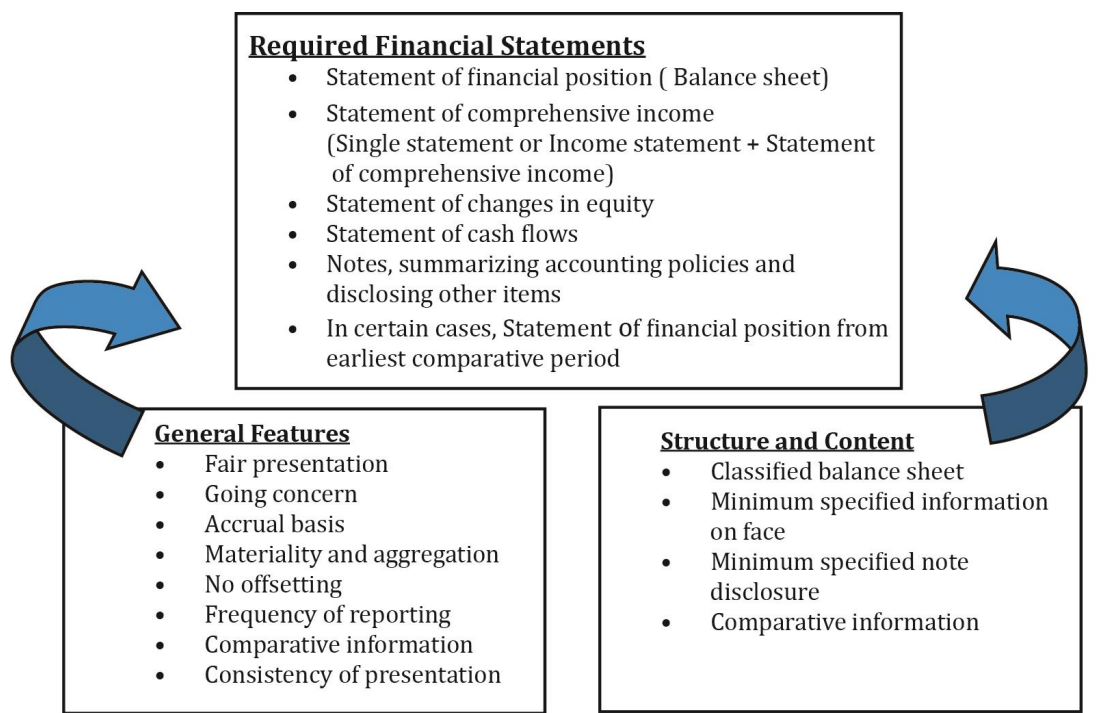 Required Financial Statements
• Statement of financial position ( Balance sheet)
• Statement of comprehensive income
(Single statement or Income statement + Statement
of comprehensive income)
• Statement of changes in equity
• Statement of cash flows
• Notes, summarizing accounting policies and
disclosing other items
• In certain cases, Statement of financial position from
earliest comparative period
General Features
• Fair presentation
• Going concern
• Accrual basis
• Materiality and aggregation
• No offsetting
• Frequency of reporting
• Comparative information
• Consistency of presentation
Structure and Content
• Classified balance sheet
• Minimum specified information
on face
• Minimum specified note
disclosure
• Comparative information